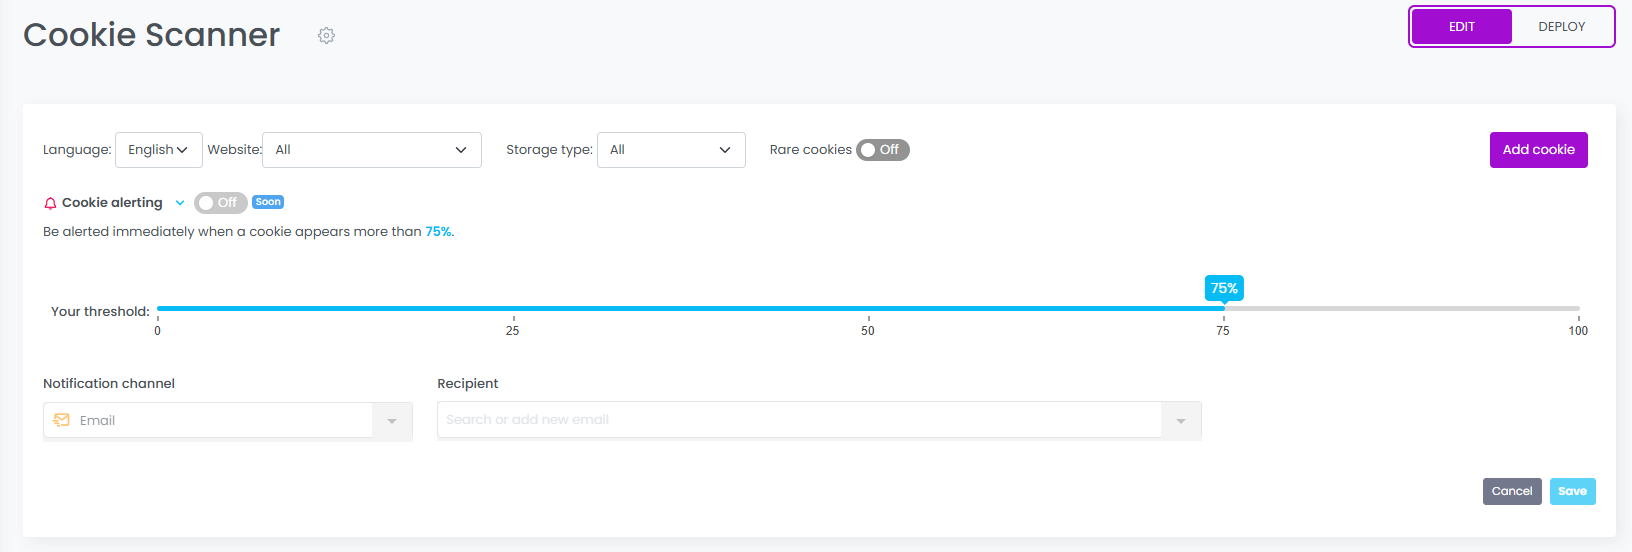 Cookie Scanner
EDIT DEPLOY
Language: English Website: All Storage type: All Rare cookies Off Add cookie
Cookie alerting Off Soon
Be alerted immediately when a cookie appears more than 75%.
75%
Your threshold:
0 25 50 75 100
Notification channel Recipient
Email Search or add new email
Cancel Save